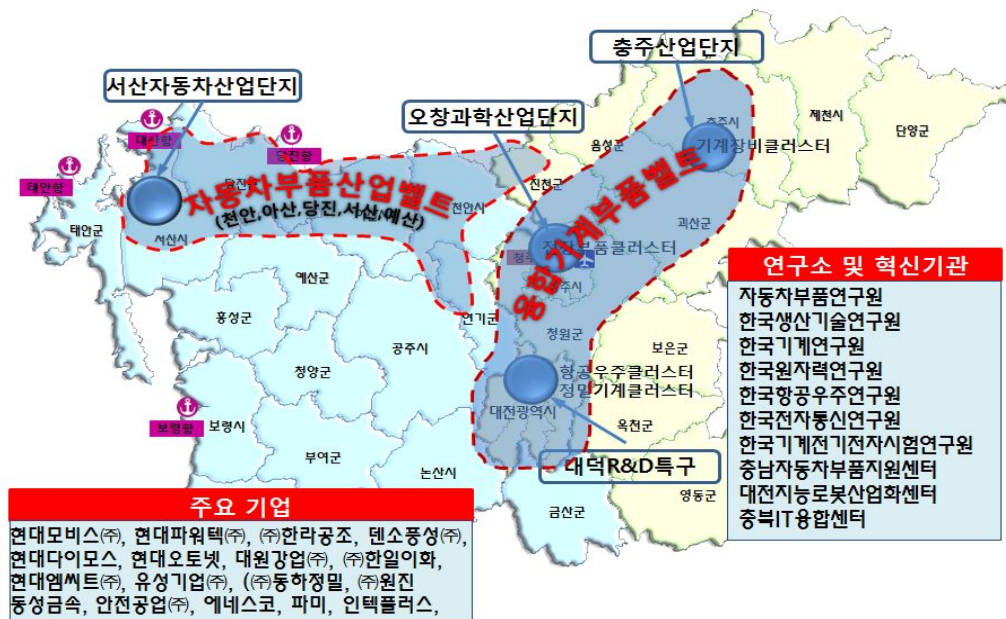 충주산업단지
서산자동차산업단지
오창과학산업단지
대산항
당진항
태안항
태안군
서산시
자동차부품산업벨트
(천안,아산,당진,서산,예산)
천안시
진천군
음성군
충주시
제천시
단양군
기계장비클러스터
융합기계부품벨트
괴산군
전자부품클러스터
예산군
홍성군
연기군
공주시
청원군
청양군
보은군
항공우주클러스터
정밀기계클러스터
대전광역시
옥천군
보령항
보령시
부여군
논산시
대덕R&D특구
금산군
영동군
연구소 및 혁신기관
자동차부품연구원
한국생산기술연구원
한국기계연구원
한국원자력연구원
한국항공우주연구원
한국전자통신연구원
한국기계전기전자시험연구원
충남자동차부품지원센터
대전지능로봇산업화센터
충북IT융합센터
주요 기업
현대모비스㈜, 현대파워텍㈜, ㈜한라공조, 덴소풍성㈜,
현대다이모스, 현대오토넷, 대원강업㈜, ㈜한일이화,
현대엠씨트㈜, 유성기업㈜, (㈜동하정밀, ㈜원진
동성금속, 안전공업㈜, 에네스코, 파미, 인텍플러스,